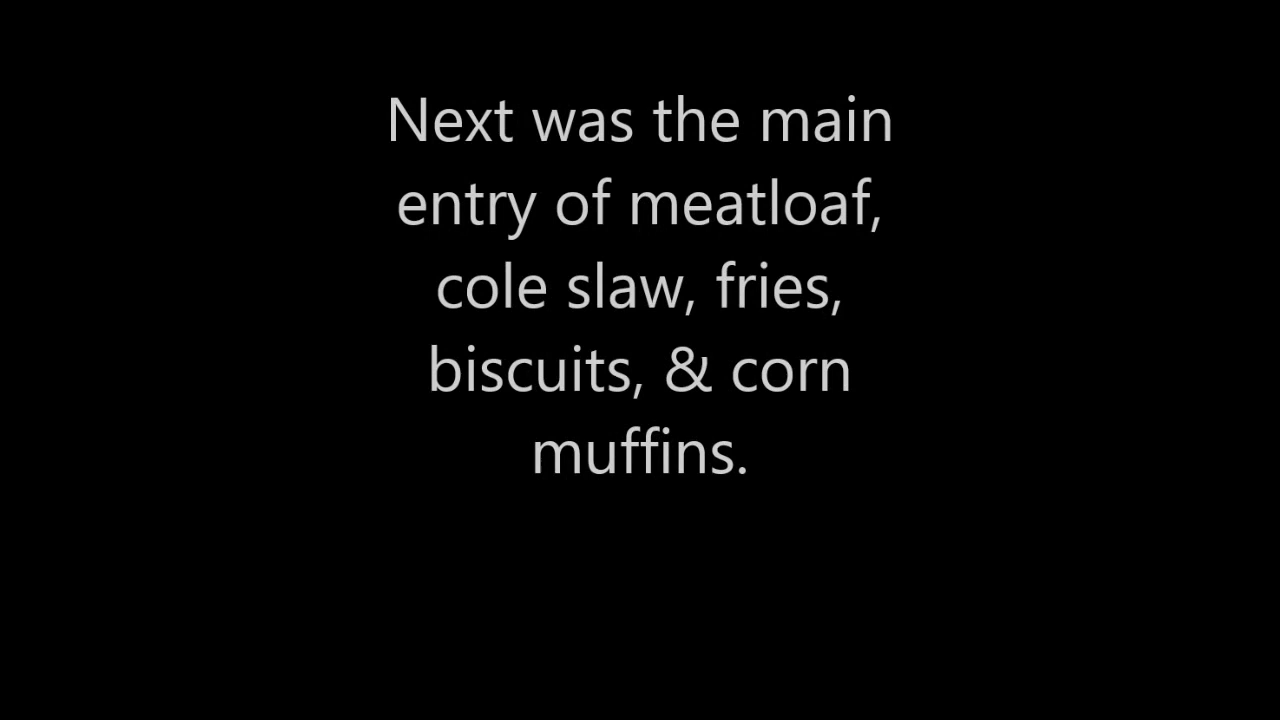 Next was the main
entry of meatloaf,
cole slaw, fries,
biscuits, & corn
muffins.